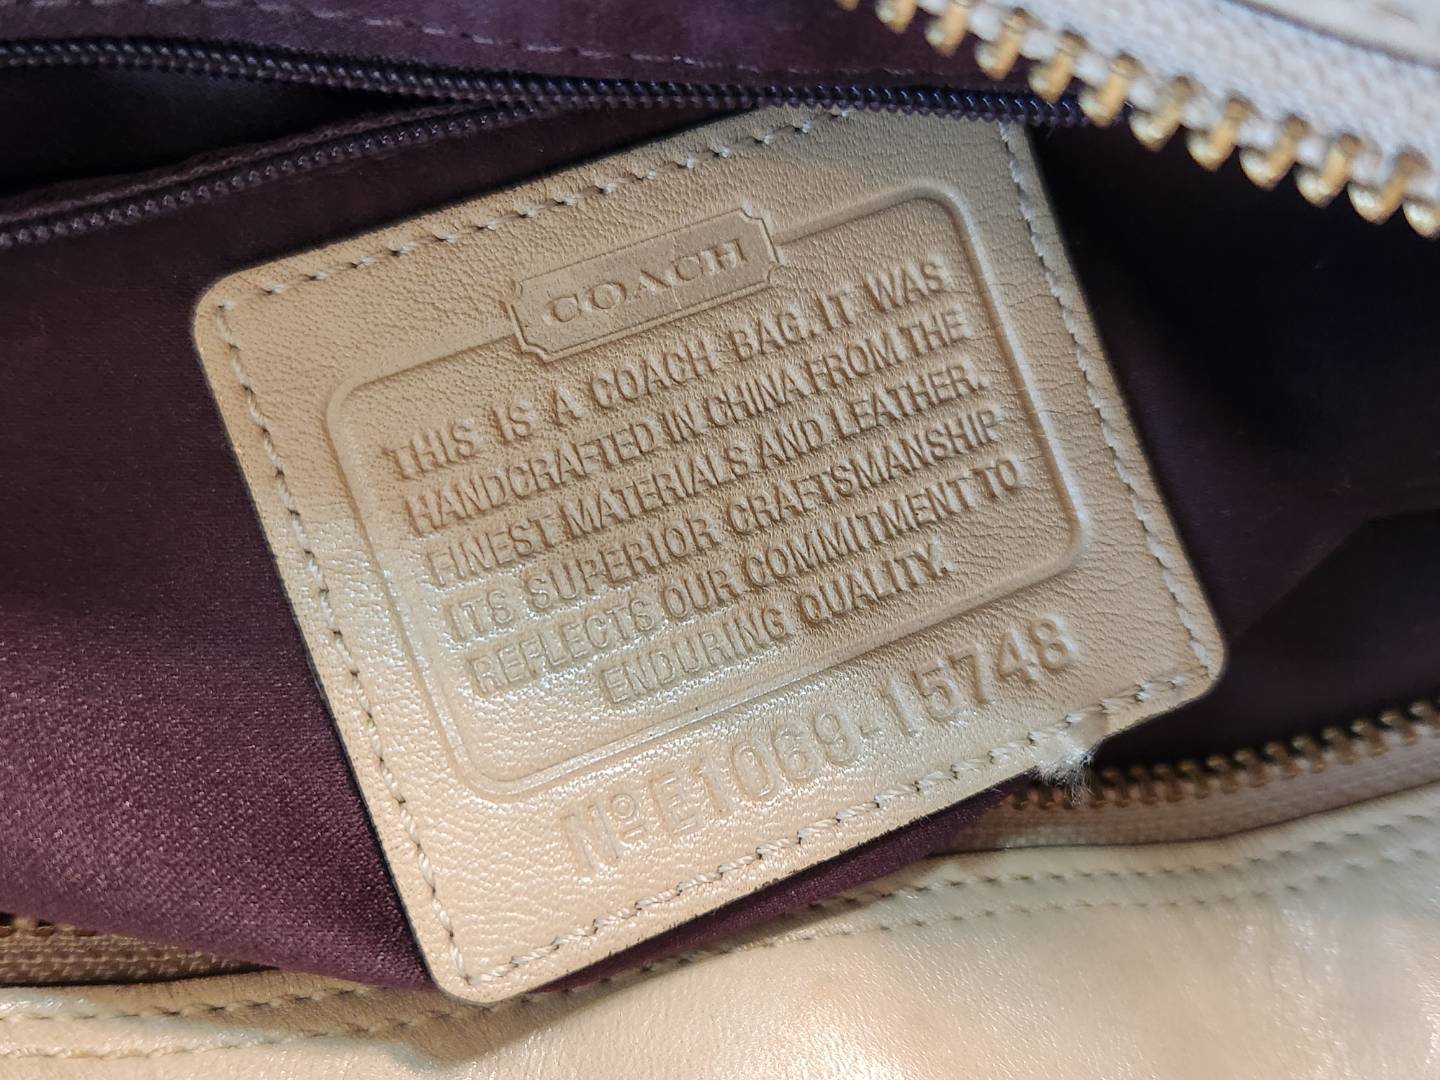 COACH
THIS IS A COACH BAG. IT WAS
HANDCRAFTED IN CHINA FROM THE
FINEST MATERIALS AND LEATHER.
ITS SUPERIOR CRAFTSMANSHIP
REFLECTS OUR COMMITMENT TO
ENDURING QUALITY.
Nº E1069-15748